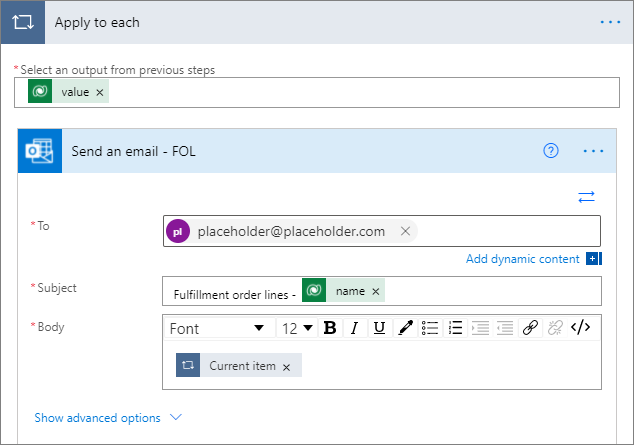 Apply to each
* Select an output from previous steps
value ×
Send an email - FOL
* To
pl placeholder@placeholder.com ×
Add dynamic content
* Subject
Fulfillment order lines - name ×
* Body
Font 12 B I U </>
Current item ×
Show advanced options